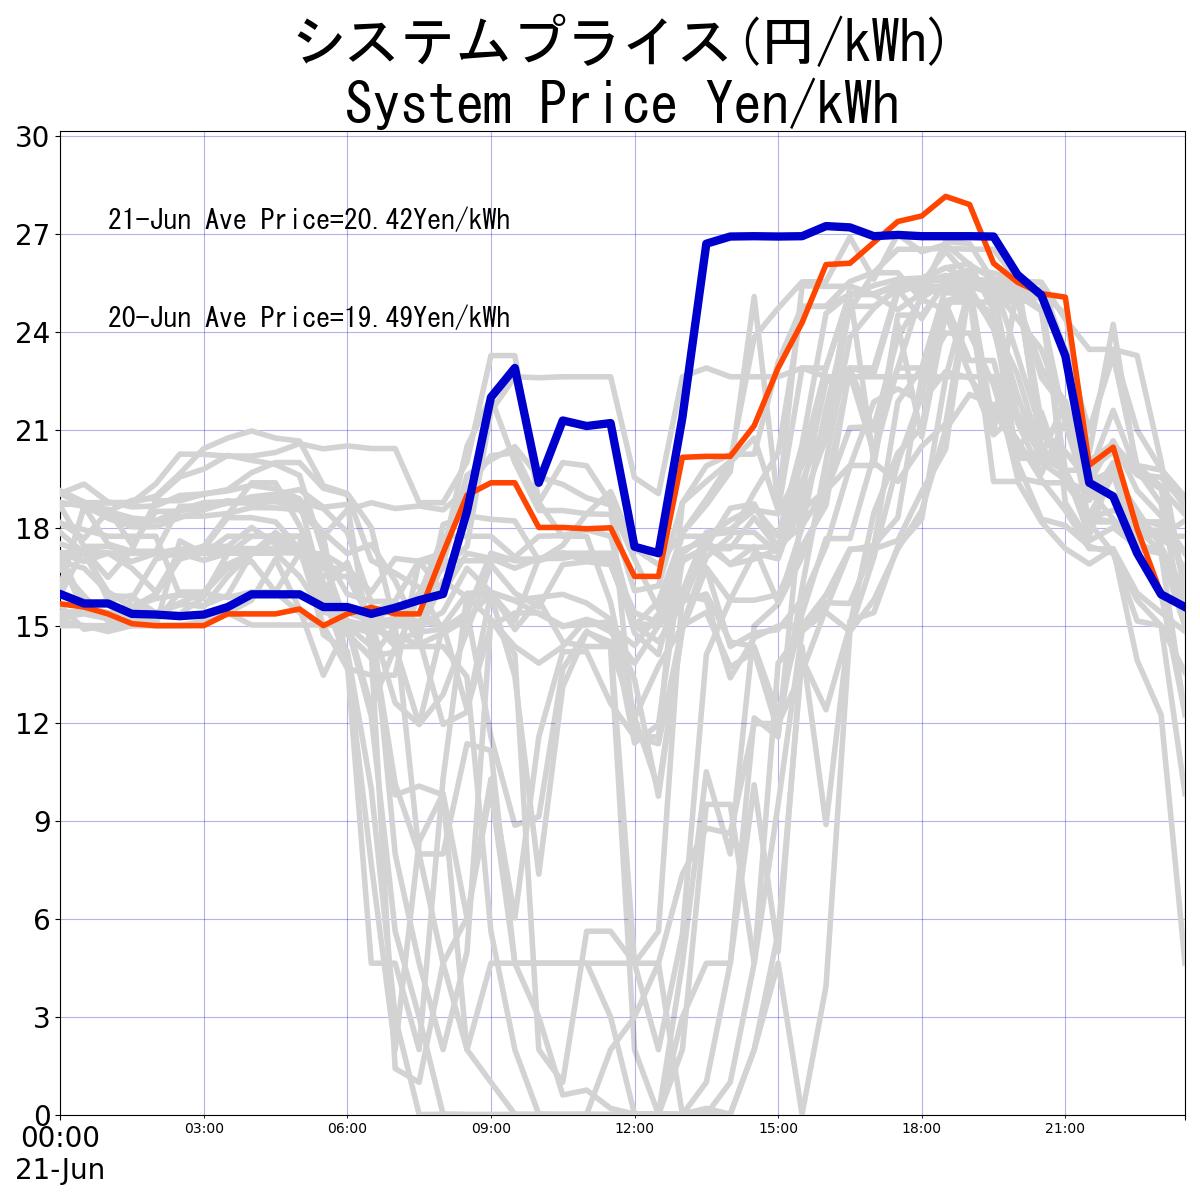 システムプライス(円/kWh)
System Price Yen/kWh
30
21-Jun Ave Price=20.42Yen/kWh
27
20-Jun Ave Price=19.49Yen/kWh
24
21
18
15
12
9
6
3
0
00:00 03:00 06:00 09:00 12:00 15:00 18:00 21:00
21-Jun